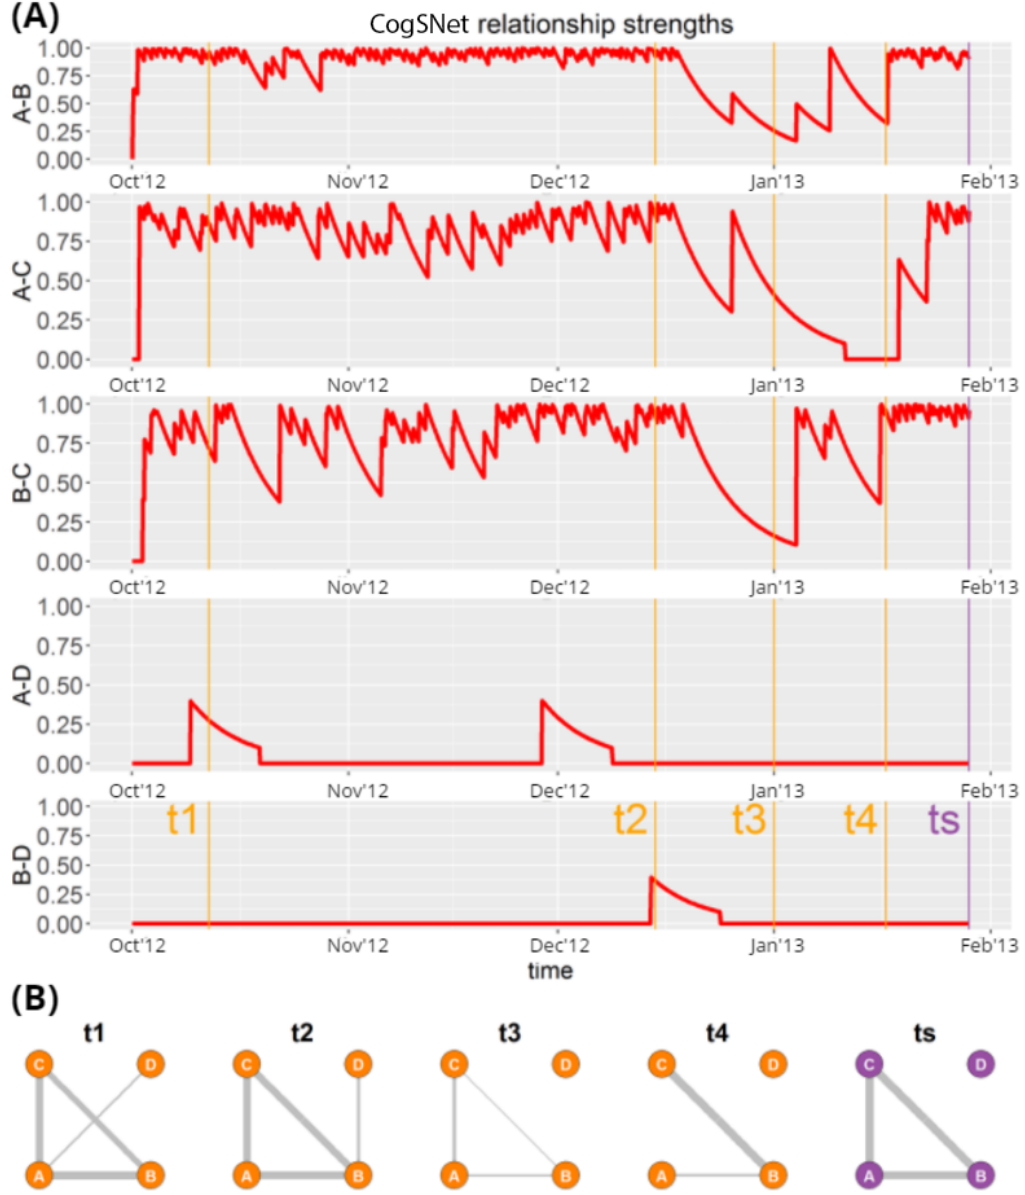 (A)
CogSNet relationship strengths
A-B
1.00
0.75
0.50
0.25
0.00
Oct'12 Nov'12 Dec'12 Jan'13 Feb'13
A-C
1.00
0.75
0.50
0.25
0.00
Oct'12 Nov'12 Dec'12 Jan'13 Feb'13
B-C
1.00
0.75
0.50
0.25
0.00
Oct'12 Nov'12 Dec'12 Jan'13 Feb'13
A-D
1.00
0.75
0.50
0.25
0.00
Oct'12 Nov'12 Dec'12 Jan'13 Feb'13
B-D
1.00
0.75
0.50
0.25
0.00
t1 t2 t3 t4 ts
Oct'12 Nov'12 Dec'12 Jan'13 Feb'13
time
(B)
t1 t2 t3 t4 ts
C D C D C D C D C D
A B A B A B A B A B